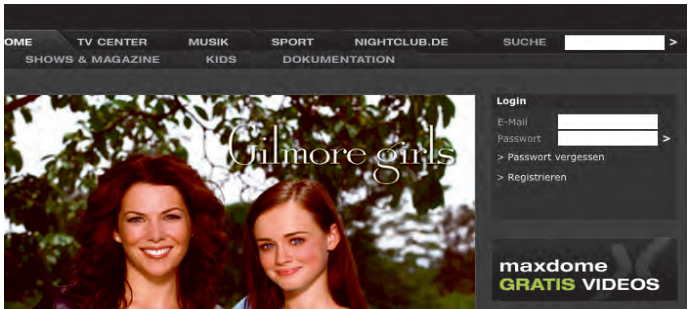 OME TV CENTER MUSIK SPORT NIGHTCLUB.DE SUCHE >
SHOWS & MAGAZINE KIDS DOKUMENTATION
Gilmore girls
Login
E-Mail
Passwort >
> Passwort vergessen
> Registrieren
maxdome
GRATIS VIDEOS